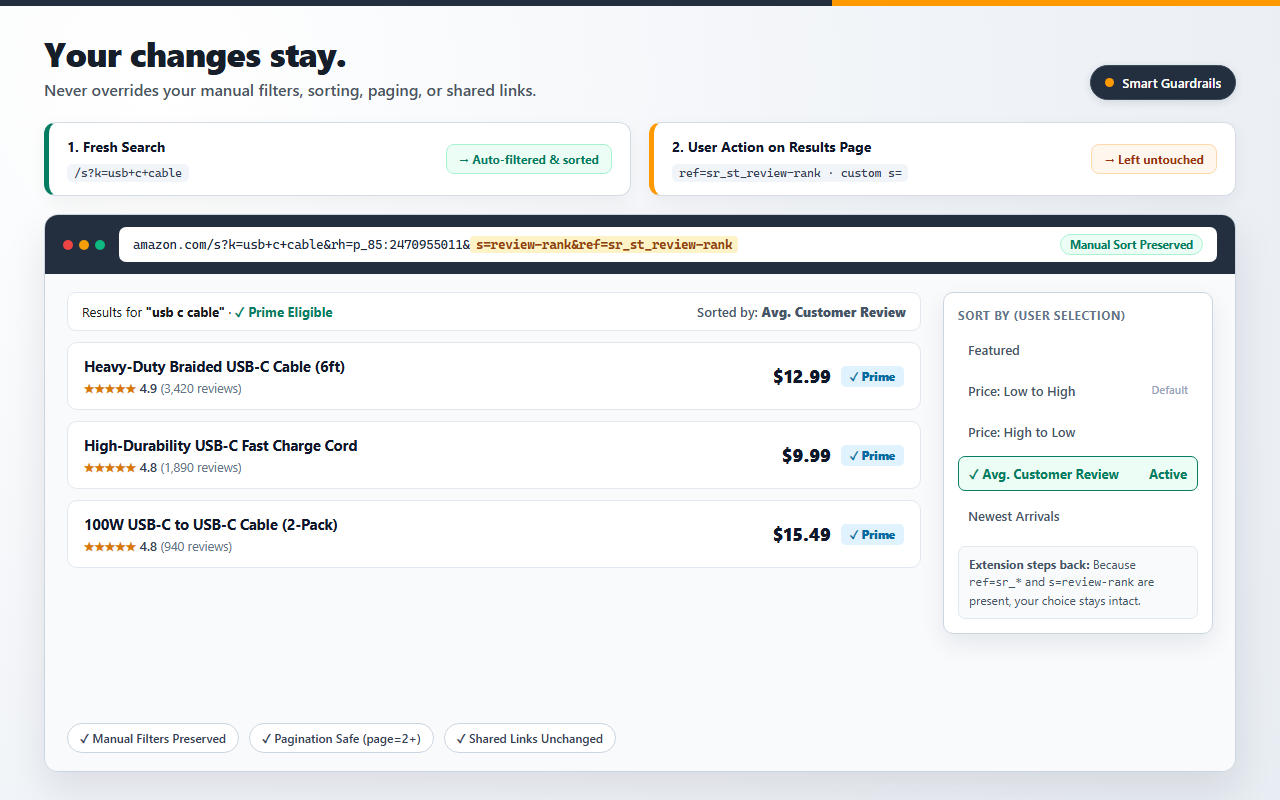 Your changes stay.
Never overrides your manual filters, sorting, paging, or shared links.
Smart Guardrails
1. Fresh Search
/s?k=usb+c+cable
→ Auto-filtered & sorted
2. User Action on Results Page
ref=sr_st_review-rank · custom s=
→ Left untouched
amazon.com/s?k=usb+c+cable&rh=p_85:2470955011&s=review-rank&ref=sr_st_review-rank
Manual Sort Preserved
Results for "usb c cable" · ✓ Prime Eligible
Sorted by: Avg. Customer Review
Heavy-Duty Braided USB-C Cable (6ft)
★★★★★ 4.9 (3,420 reviews)
$12.99
✓ Prime
High-Durability USB-C Fast Charge Cord
★★★★★ 4.8 (1,890 reviews)
$9.99
✓ Prime
100W USB-C to USB-C Cable (2-Pack)
★★★★★ 4.8 (940 reviews)
$15.49
✓ Prime
SORT BY (USER SELECTION)
Featured
Price: Low to High
Default
Price: High to Low
✓ Avg. Customer Review
Active
Newest Arrivals
Extension steps back: Because
ref=sr_* and s=review-rank are
present, your choice stays intact.
✓ Manual Filters Preserved
✓ Pagination Safe (page=2+)
✓ Shared Links Unchanged